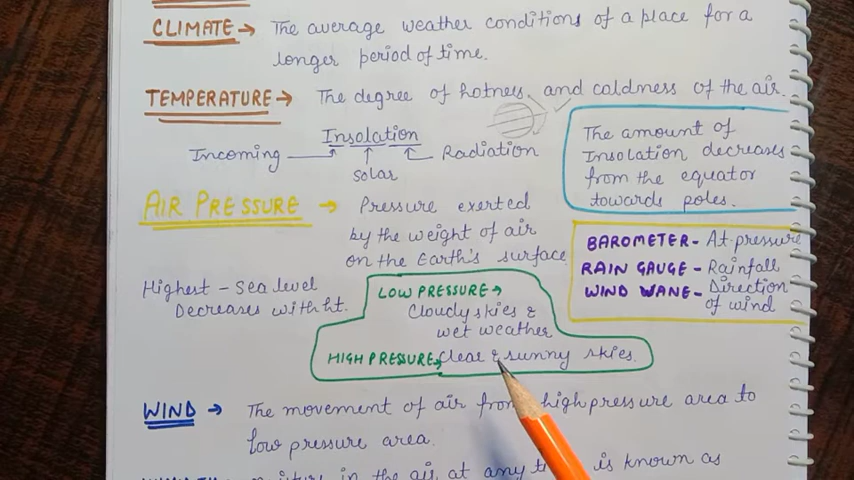 CLIMATE → The average weather conditions of a place for a
longer period of time.
TEMPERATURE → The degree of hotness and coldness of the air.
Insolation
Incoming
solar
Radiation
The amount of
Insolation decreases
from the equator
towards poles.
AIR PRESSURE → Pressure exerted
by the weight of air
on the Earth's surface
Highest - Sea level
Decreases with ht.
BAROMETER - At. pressure
RAIN GAUGE - Rainfall
WIND WANE - Direction
of wind
LOW PRESSURE →
Cloudy skies &
wet weather
HIGH PRESSURE → Clear & sunny skies.
WIND → The movement of air from high pressure area to
low pressure area.
in the air at any is known as